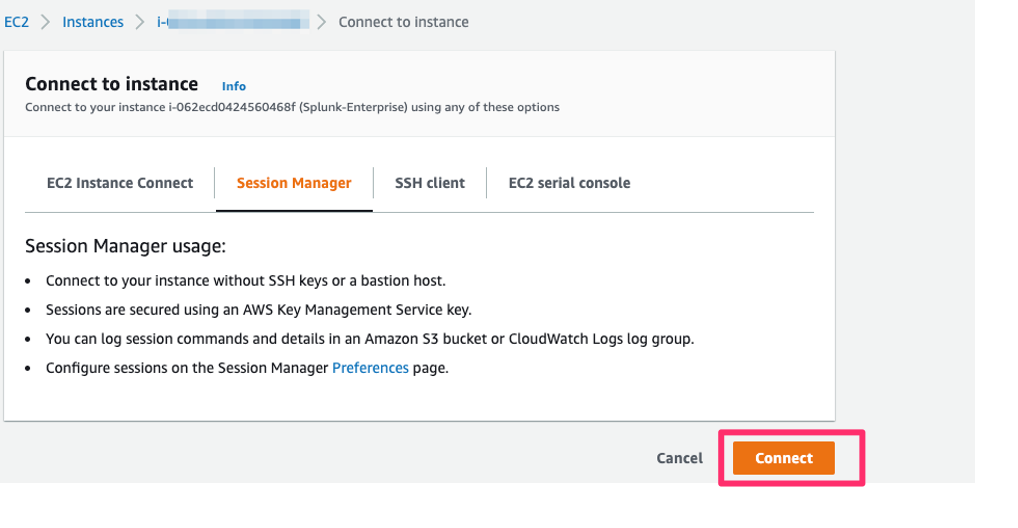 EC2 > Instances > i- > Connect to instance
Connect to instance Info
Connect to your instance i-062ecd0424560468f (Splunk-Enterprise) using any of these options
EC2 Instance Connect Session Manager SSH client EC2 serial console
Session Manager usage:
• Connect to your instance without SSH keys or a bastion host.
• Sessions are secured using an AWS Key Management Service key.
• You can log session commands and details in an Amazon S3 bucket or CloudWatch Logs log group.
• Configure sessions on the Session Manager Preferences page.
Cancel Connect